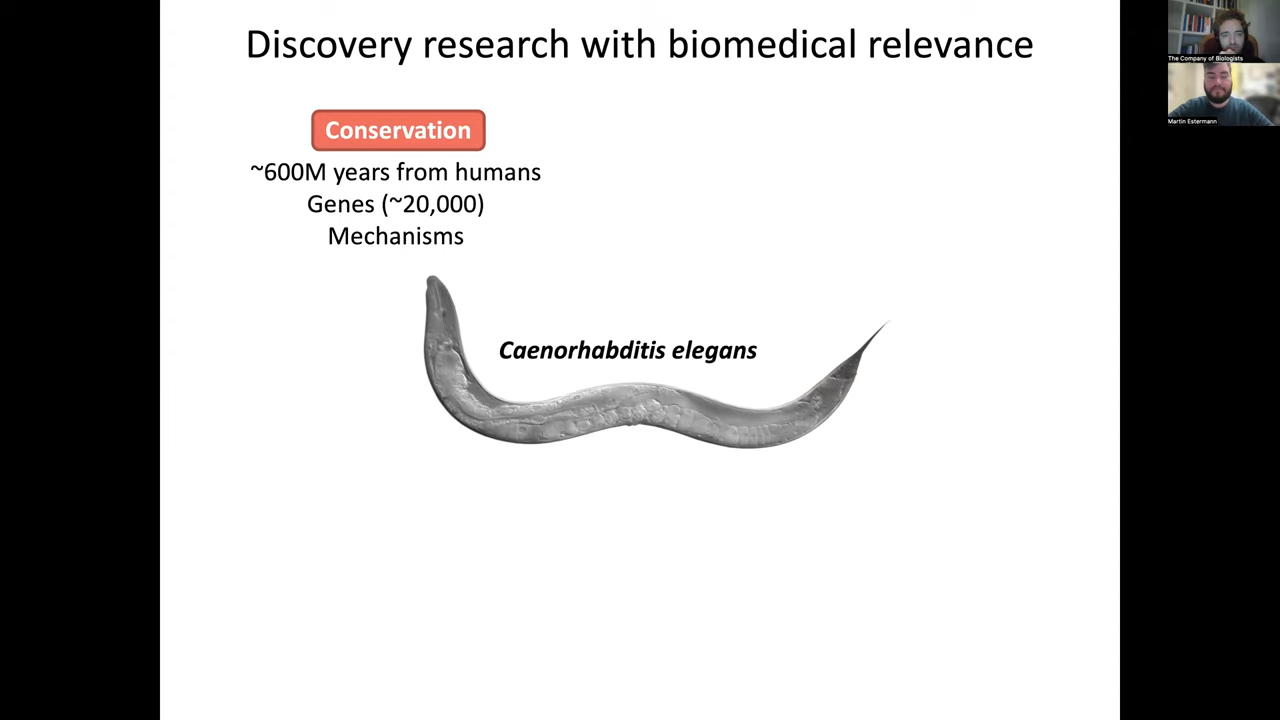 Discovery research with biomedical relevance
Conservation
~600M years from humans
Genes (~20,000)
Mechanisms
Caenorhabditis elegans
The Company of Biologists
Martin Estermann